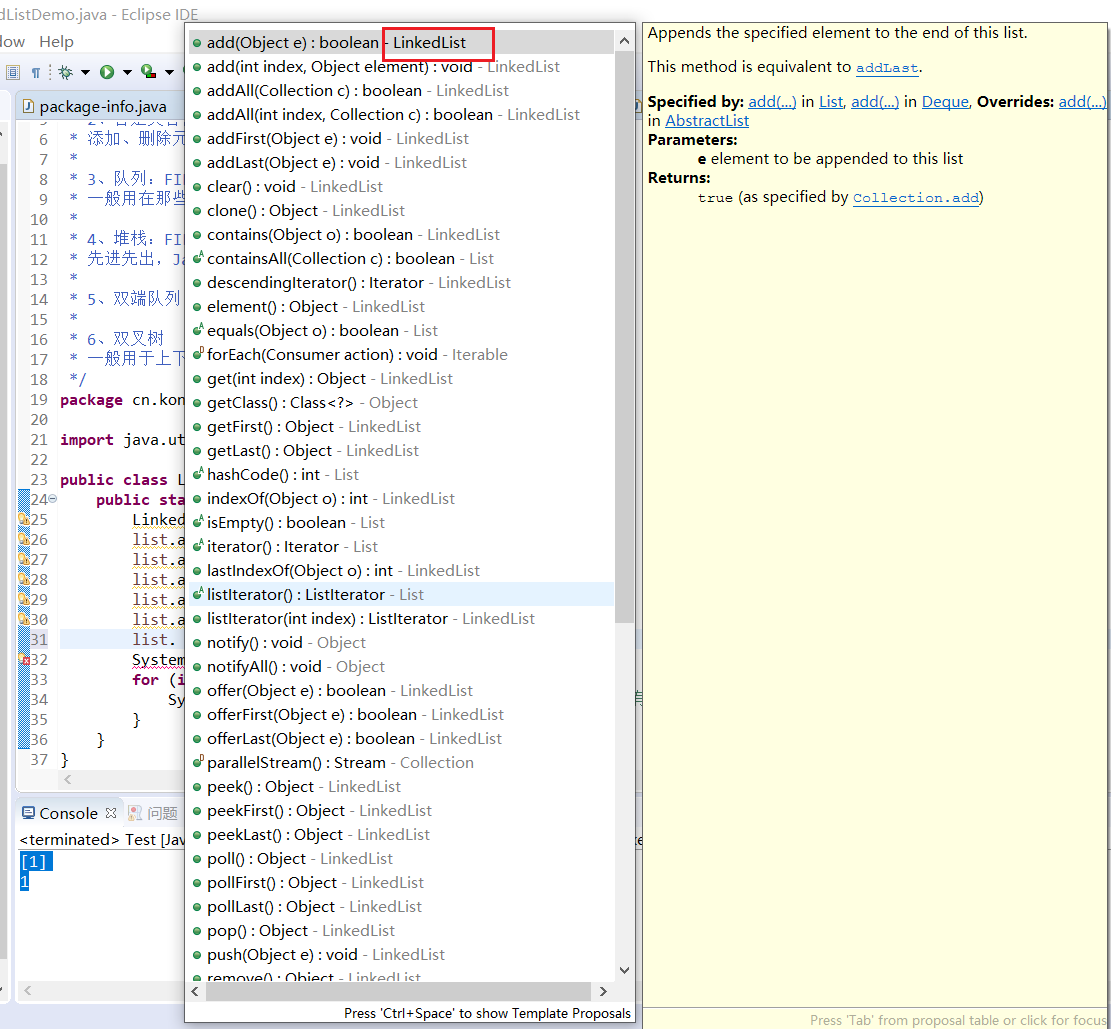 dListDemo.java - Eclipse IDE
dow Help
package-info.java
6 * 添加、删除元
7 *
8 * 3、队列：FI
9 * 一般用在那些
10 *
11 * 4、堆栈：FI
12 * 先进先出，Ja
13 *
14 * 5、双端队列
15 *
16 * 6、双叉树
17 * 一般用于上下
18 */
19 package cn.kon
20
21 import java.ut
22
23 public class L
24 public sta
25 Linked
26 list.a
27 list.a
28 list.a
29 list.a
30 list.a
31 list.
32 System
33 for (i
34 Sy
35 }
36 }
37 }
Console 问题
<terminated> Test [Jav
[1]
1
add(Object e) : boolean - LinkedList
add(int index, Object element) : void - LinkedList
addAll(Collection c) : boolean - LinkedList
addAll(int index, Collection c) : boolean - LinkedList
addFirst(Object e) : void - LinkedList
addLast(Object e) : void - LinkedList
clear() : void - LinkedList
clone() : Object - LinkedList
contains(Object o) : boolean - LinkedList
containsAll(Collection c) : boolean - List
descendingIterator() : Iterator - LinkedList
element() : Object - LinkedList
equals(Object o) : boolean - List
forEach(Consumer action) : void - Iterable
get(int index) : Object - LinkedList
getClass() : Class<?> - Object
getFirst() : Object - LinkedList
getLast() : Object - LinkedList
hashCode() : int - List
indexOf(Object o) : int - LinkedList
isEmpty() : boolean - List
iterator() : Iterator - List
lastIndexOf(Object o) : int - LinkedList
listIterator() : ListIterator - List
listIterator(int index) : ListIterator - LinkedList
notify() : void - Object
notifyAll() : void - Object
offer(Object e) : boolean - LinkedList
offerFirst(Object e) : boolean - LinkedList
offerLast(Object e) : boolean - LinkedList
parallelStream() : Stream - Collection
peek() : Object - LinkedList
peekFirst() : Object - LinkedList
peekLast() : Object - LinkedList
poll() : Object - LinkedList
pollFirst() : Object - LinkedList
pollLast() : Object - LinkedList
pop() : Object - LinkedList
push(Object e) : void - LinkedList
remove() : Object - LinkedList
Press 'Ctrl+Space' to show Template Proposals
Appends the specified element to the end of this list.
This method is equivalent to addLast.
Specified by: add(...) in List, add(...) in Deque, Overrides: add(...)
in AbstractList
Parameters:
e element to be appended to this list
Returns:
true (as specified by Collection.add)
Press 'Tab' from proposal table or click for focus